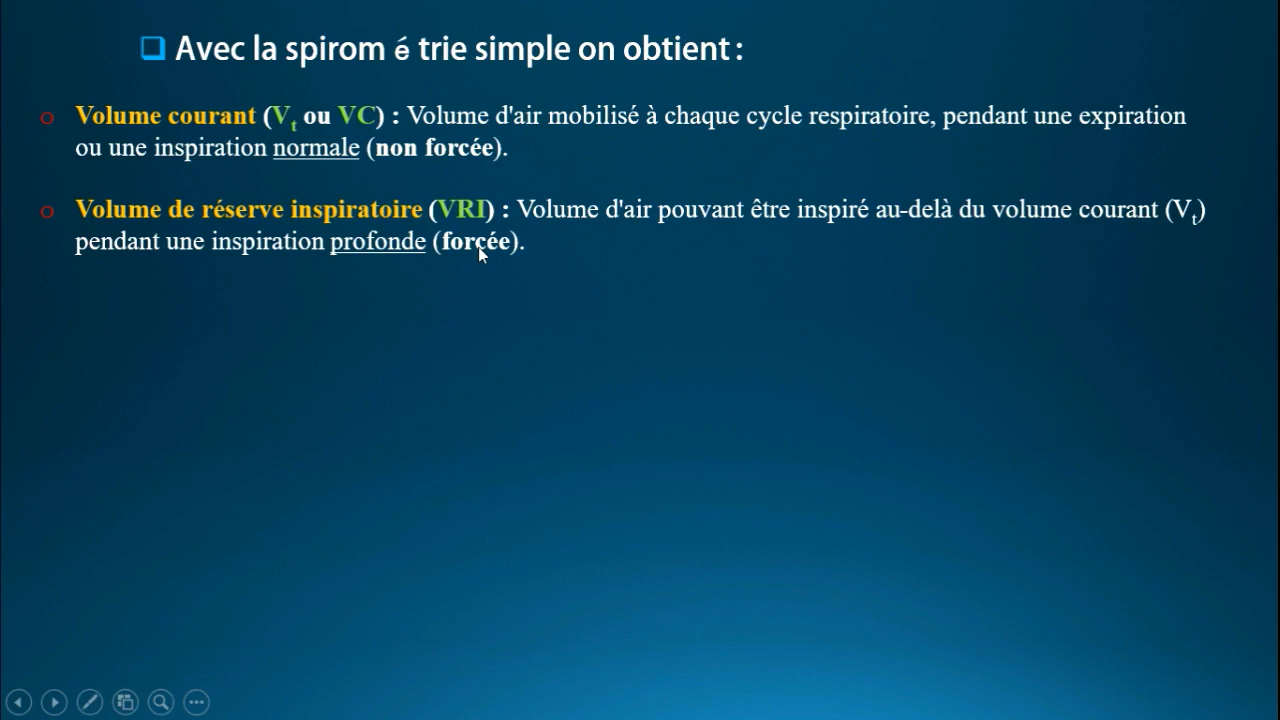 Avec la spirom é trie simple on obtient :
Volume courant (Vt ou VC) : Volume d'air mobilisé à chaque cycle respiratoire, pendant une expiration
ou une inspiration normale (non forcée).
Volume de réserve inspiratoire (VRI) : Volume d'air pouvant être inspiré au-delà du volume courant (Vt)
pendant une inspiration profonde (forcée).